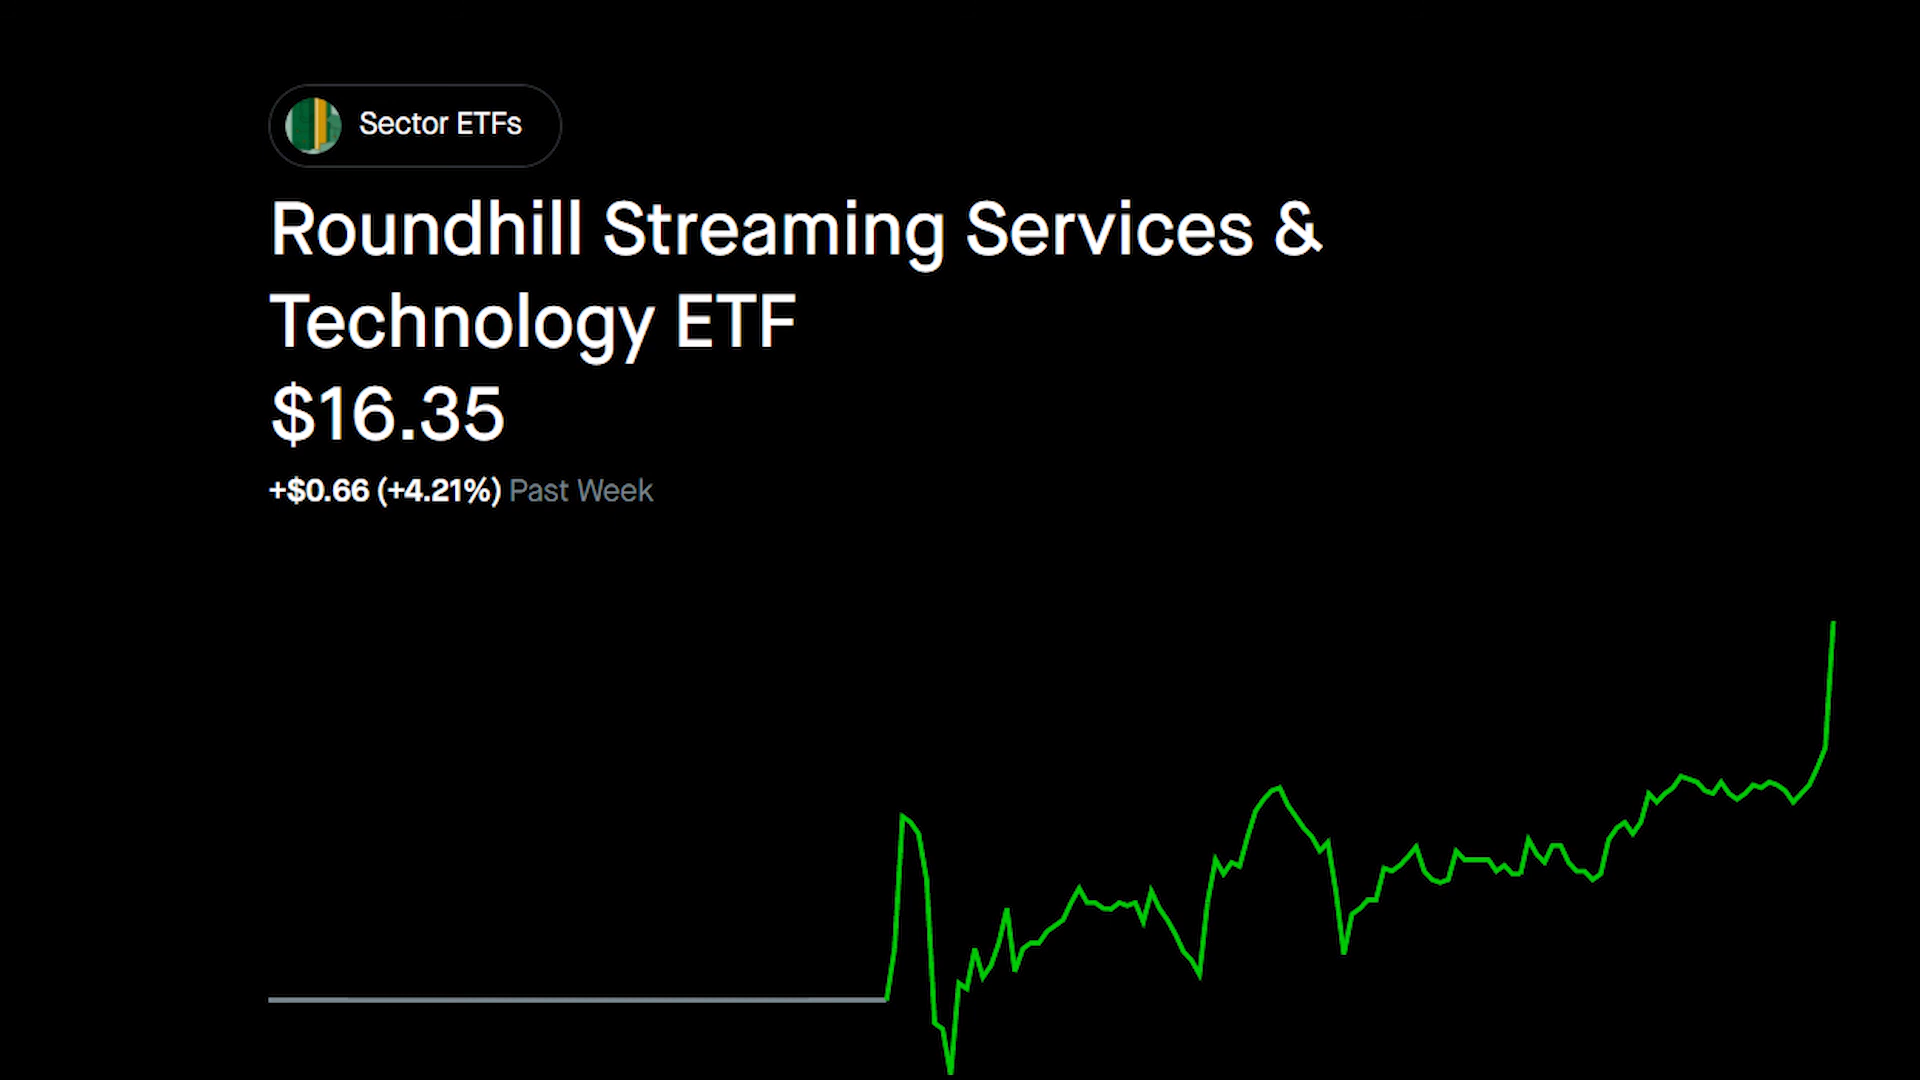 Sector ETFs
Roundhill Streaming Services &
Technology ETF
$16.35
+$0.66 (+4.21%) Past Week